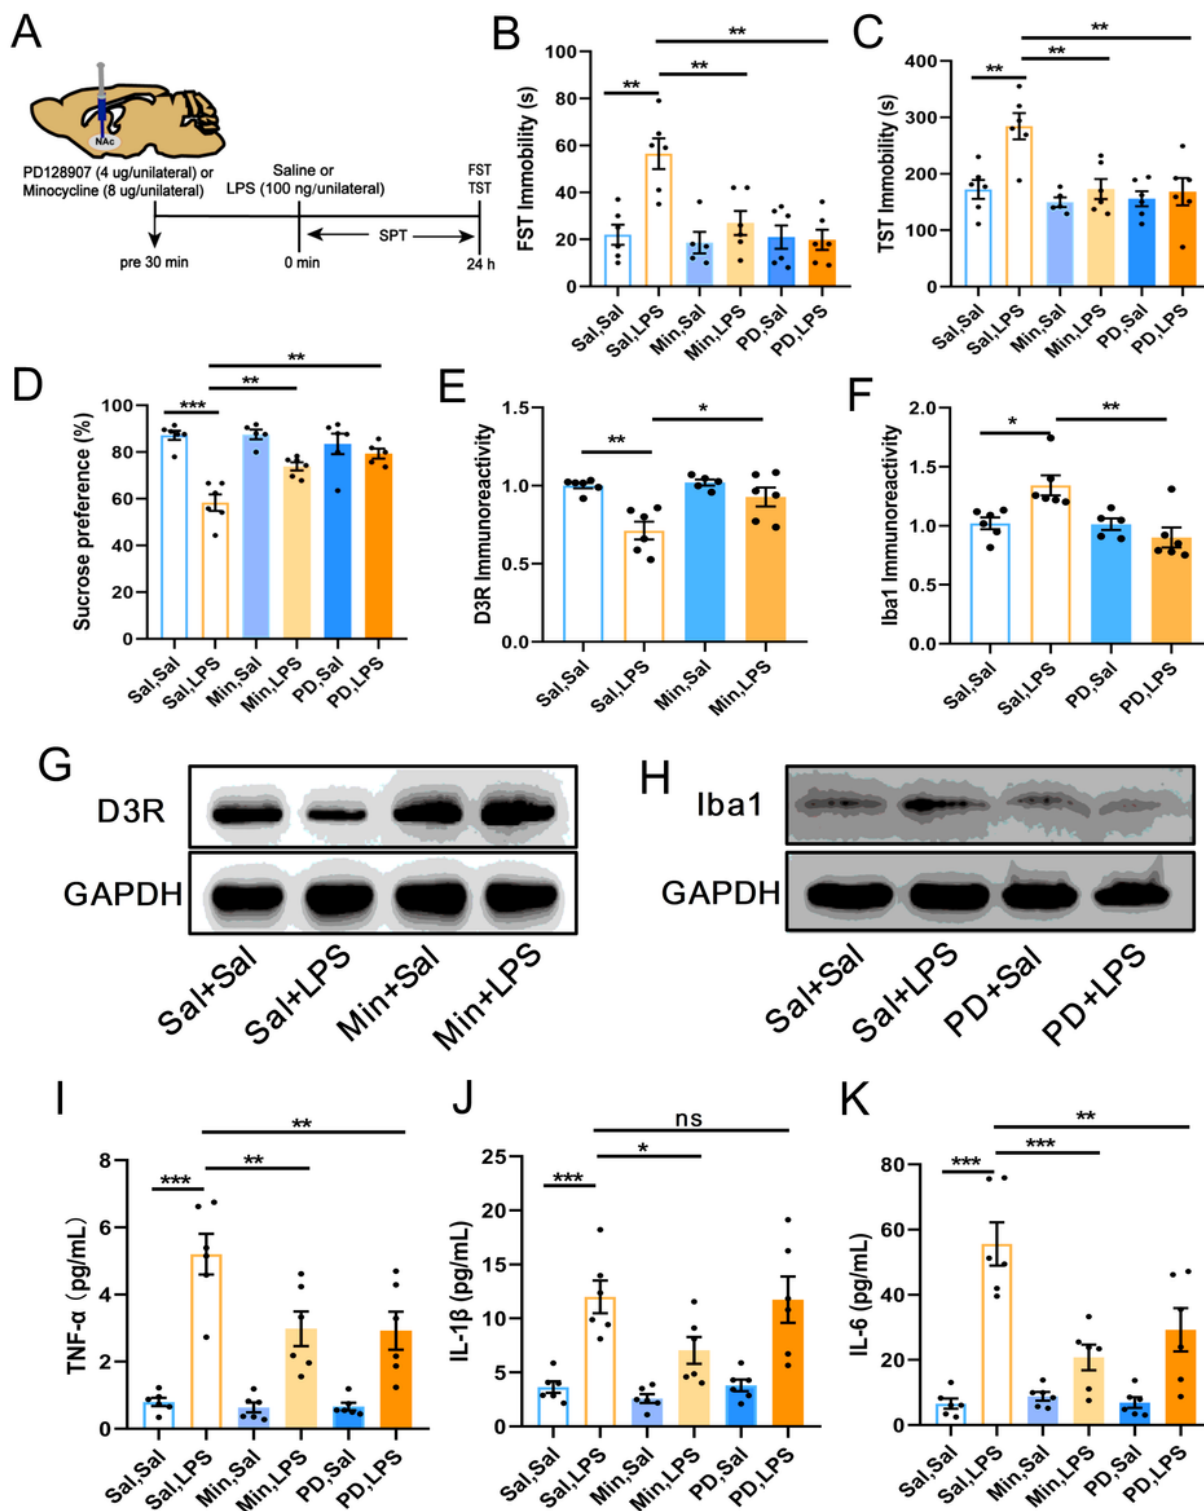 A
NAc
PD128907 (4 ug/unilateral) or
Minocycline (8 ug/unilateral)
Saline or
LPS (100 ng/unilateral)
FST
TST
SPT
pre 30 min
0 min
24 h
B
**
**
**
FST Immobility (s)
100
80
60
40
20
0
Sal,Sal
Sal,LPS
Min,Sal
Min,LPS
PD,Sal
PD,LPS
C
**
**
**
TST Immobility (s)
400
300
200
100
0
Sal,Sal
Sal,LPS
Min,Sal
Min,LPS
PD,Sal
PD,LPS
D
**
**
***
Sucrose preference (%)
100
80
60
40
20
0
Sal,Sal
Sal,LPS
Min,Sal
Min,LPS
PD,Sal
PD,LPS
E
*
**
D3R Immunoreactivity
1.5
1.0
0.5
0.0
Sal,Sal
Sal,LPS
Min,Sal
Min,LPS
F
*
**
Iba1 Immunoreactivity
2.0
1.5
1.0
0.5
0.0
Sal,Sal
Sal,LPS
PD,Sal
PD,LPS
G
D3R
GAPDH
Sal+Sal
Sal+LPS
Min+Sal
Min+LPS
H
Iba1
GAPDH
Sal+Sal
Sal+LPS
PD+Sal
PD+LPS
I
**
**
***
TNF-α (pg/mL)
8
6
4
2
0
Sal,Sal
Sal,LPS
Min,Sal
Min,LPS
PD,Sal
PD,LPS
J
ns
*
***
IL-1β (pg/mL)
25
20
15
10
5
0
Sal,Sal
Sal,LPS
Min,Sal
Min,LPS
PD,Sal
PD,LPS
K
**
***
***
IL-6 (pg/mL)
80
60
40
20
0
Sal,Sal
Sal,LPS
Min,Sal
Min,LPS
PD,Sal
PD,LPS